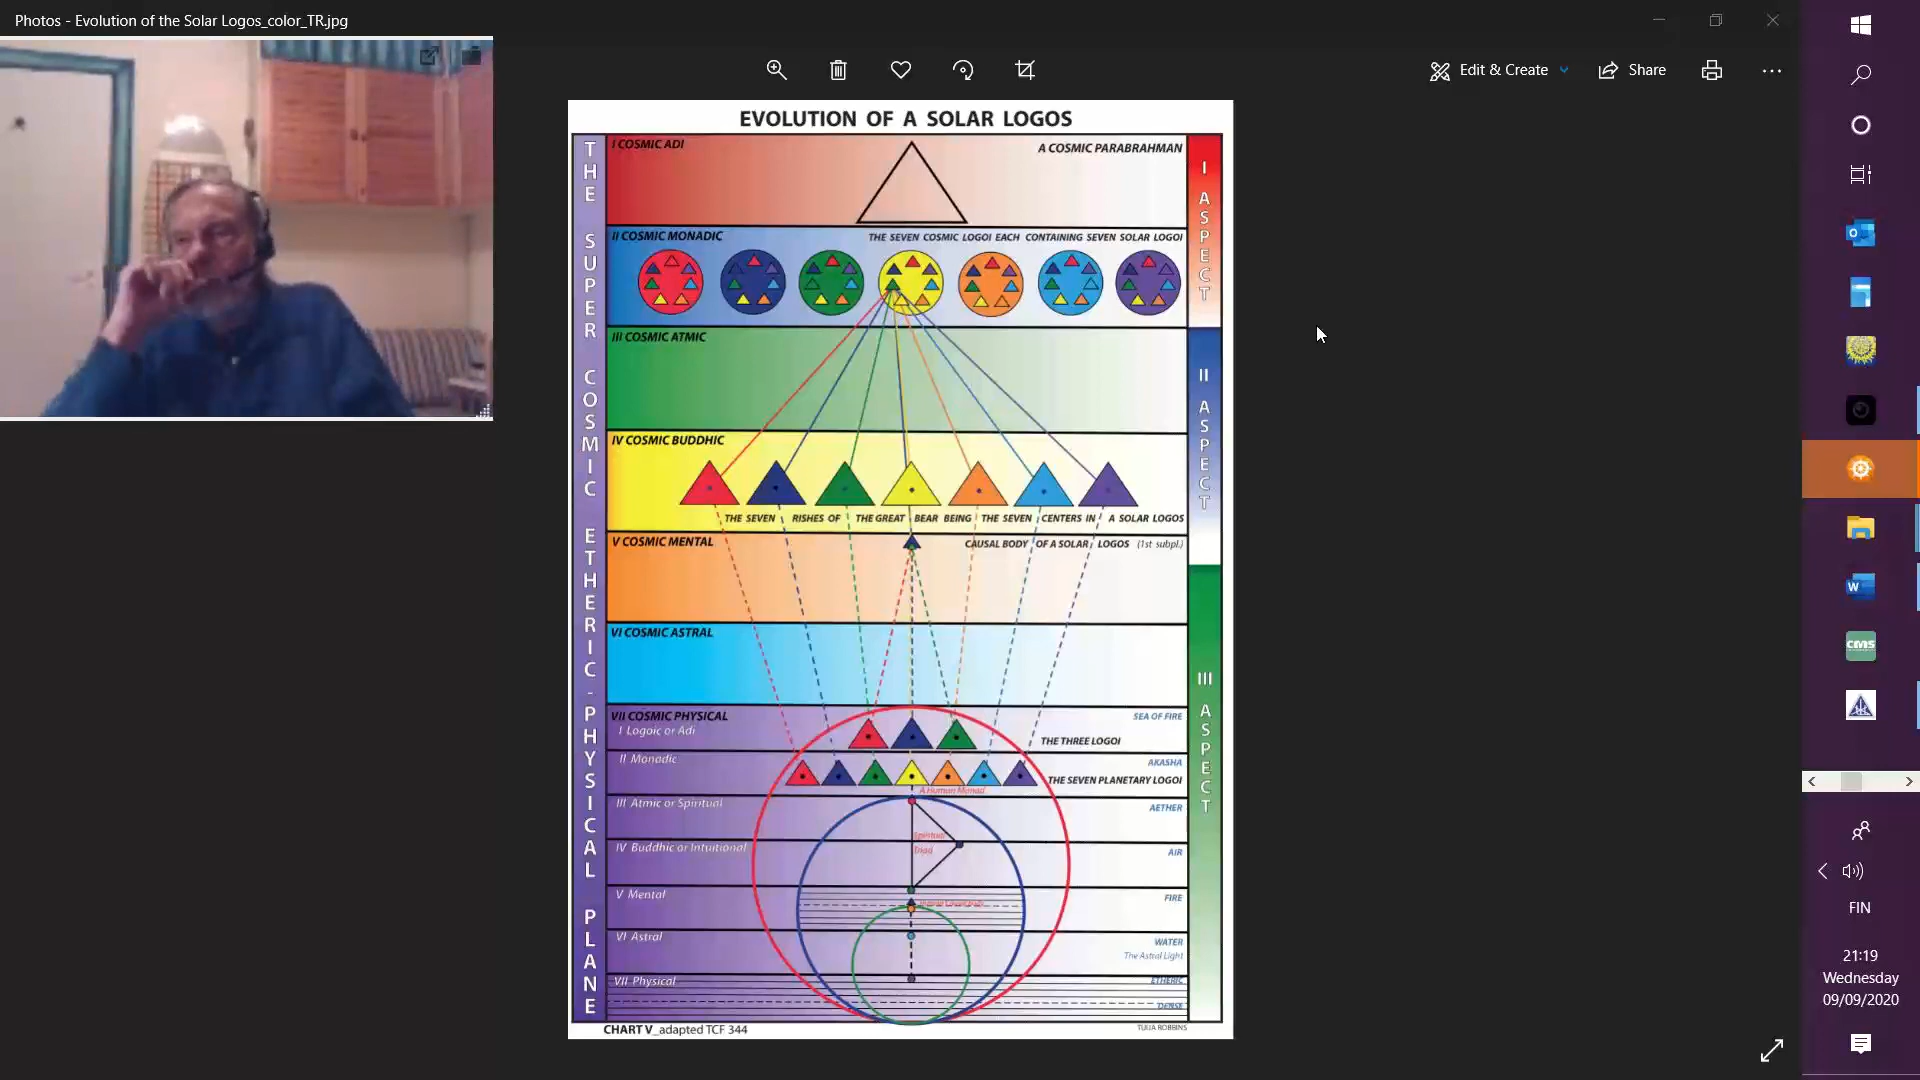 Photos - Evolution of the Solar Logos_color_TR.jpg
Edit & Create
Share
EVOLUTION OF A SOLAR LOGOS
THE SUPER COSMIC ETHERIC-PHYSICAL PLANE
I COSMIC ADI
A COSMIC PARABRAHMAN
I ASPECT
II COSMIC MONADIC
THE SEVEN COSMIC LOGOI EACH CONTAINING SEVEN SOLAR LOGOI
III COSMIC ATMIC
II ASPECT
IV COSMIC BUDDHIC
THE SEVEN RISHES OF THE GREAT BEAR BEING THE SEVEN CENTERS IN A SOLAR LOGOS
V COSMIC MENTAL
CAUSAL BODY OF A SOLAR LOGOS (1st subpl.)
VI COSMIC ASTRAL
III ASPECT
VII COSMIC PHYSICAL
SEA OF FIRE
I Logoic or Adi
THE THREE LOGOI
II Monadic
AKASHA
THE SEVEN PLANETARY LOGOI
A Human Monad
III Atmic or Spiritual
AETHER
Spiritual
Triad
IV Buddhic or Intuitional
AIR
V Mental
FIRE
VI Astral
WATER
The Astral Light
VII Physical
ETHERIC
DENSE
CHART V_adapted TCF 344
TUIJA ROBBINS
CMS
FIN
21:19
Wednesday
09/09/2020